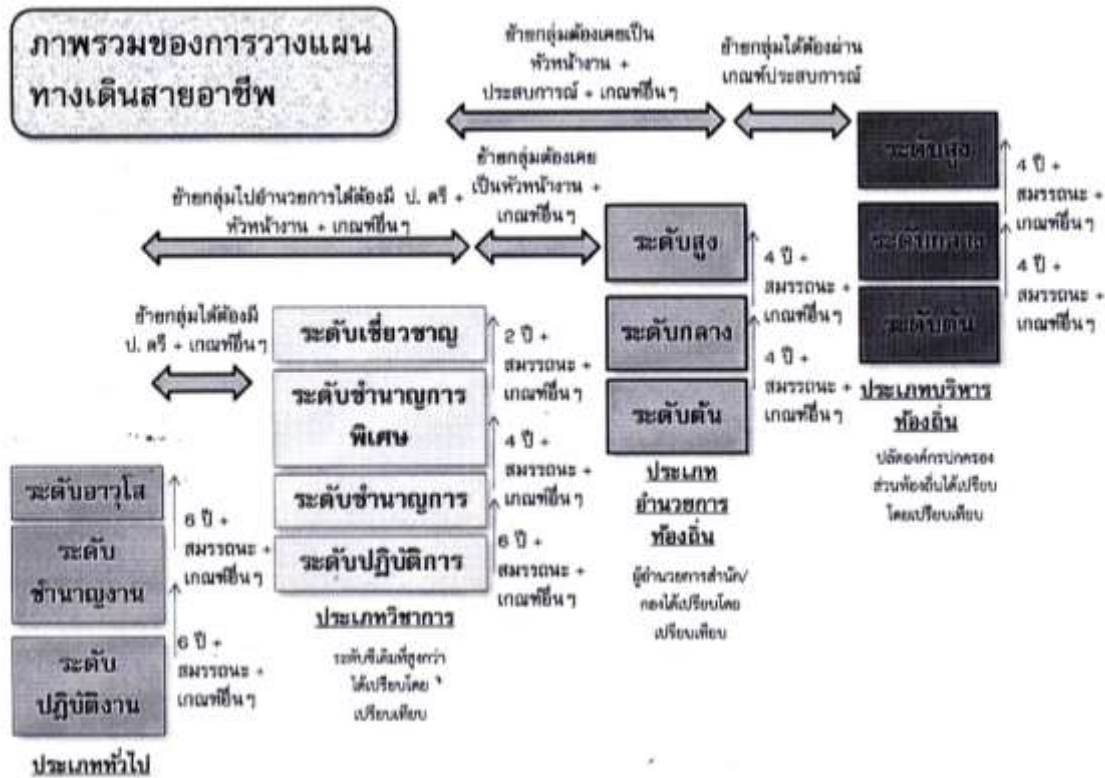 ภาพรวมของการวางแผน
ทางเดินสายอาชีพ
ย้ายกลุ่มต้องเคยเป็น
หัวหน้างาน +
ประสบการณ์ + เกณฑ์อื่นๆ
ย้ายกลุ่มได้ต้องผ่าน
เกณฑ์ประสบการณ์
ย้ายกลุ่มไปอำนวยการได้ต้องมี ป. ตรี +
หัวหน้างาน + เกณฑ์อื่นๆ
ย้ายกลุ่มต้องเคย
เป็นหัวหน้างาน +
เกณฑ์อื่นๆ
ย้ายกลุ่มได้ต้องมี
ป. ตรี + เกณฑ์อื่นๆ
ระดับอาวุโส
ระดับ
ชำนาญงาน
ระดับ
ปฏิบัติงาน
6 ปี +
สมรรถนะ +
เกณฑ์อื่นๆ
6 ปี +
สมรรถนะ +
เกณฑ์อื่นๆ
ประเภททั่วไป
ระดับเชี่ยวชาญ
ระดับชำนาญการ
พิเศษ
ระดับชำนาญการ
ระดับปฏิบัติการ
2 ปี +
สมรรถนะ +
เกณฑ์อื่นๆ
4 ปี +
สมรรถนะ +
เกณฑ์อื่นๆ
6 ปี +
สมรรถนะ +
เกณฑ์อื่นๆ
ประเภทวิชาการ
ระดับซีเดิมที่สูงกว่า
ได้เปรียบโดย
เปรียบเทียบ
ระดับสูง
ระดับกลาง
ระดับต้น
4 ปี +
สมรรถนะ +
เกณฑ์อื่นๆ
4 ปี +
สมรรถนะ +
เกณฑ์อื่นๆ
ประเภท
อำนวยการ
ท้องถิ่น
ผู้อำนวยการสำนัก/
กองได้เปรียบโดย
เปรียบเทียบ
ระดับสูง
ระดับกลาง
ระดับต้น
4 ปี +
สมรรถนะ +
เกณฑ์อื่นๆ
4 ปี +
สมรรถนะ +
เกณฑ์อื่นๆ
ประเภทบริหาร
ท้องถิ่น
ปลัดองค์กรปกครอง
ส่วนท้องถิ่นได้เปรียบ
โดยเปรียบเทียบ